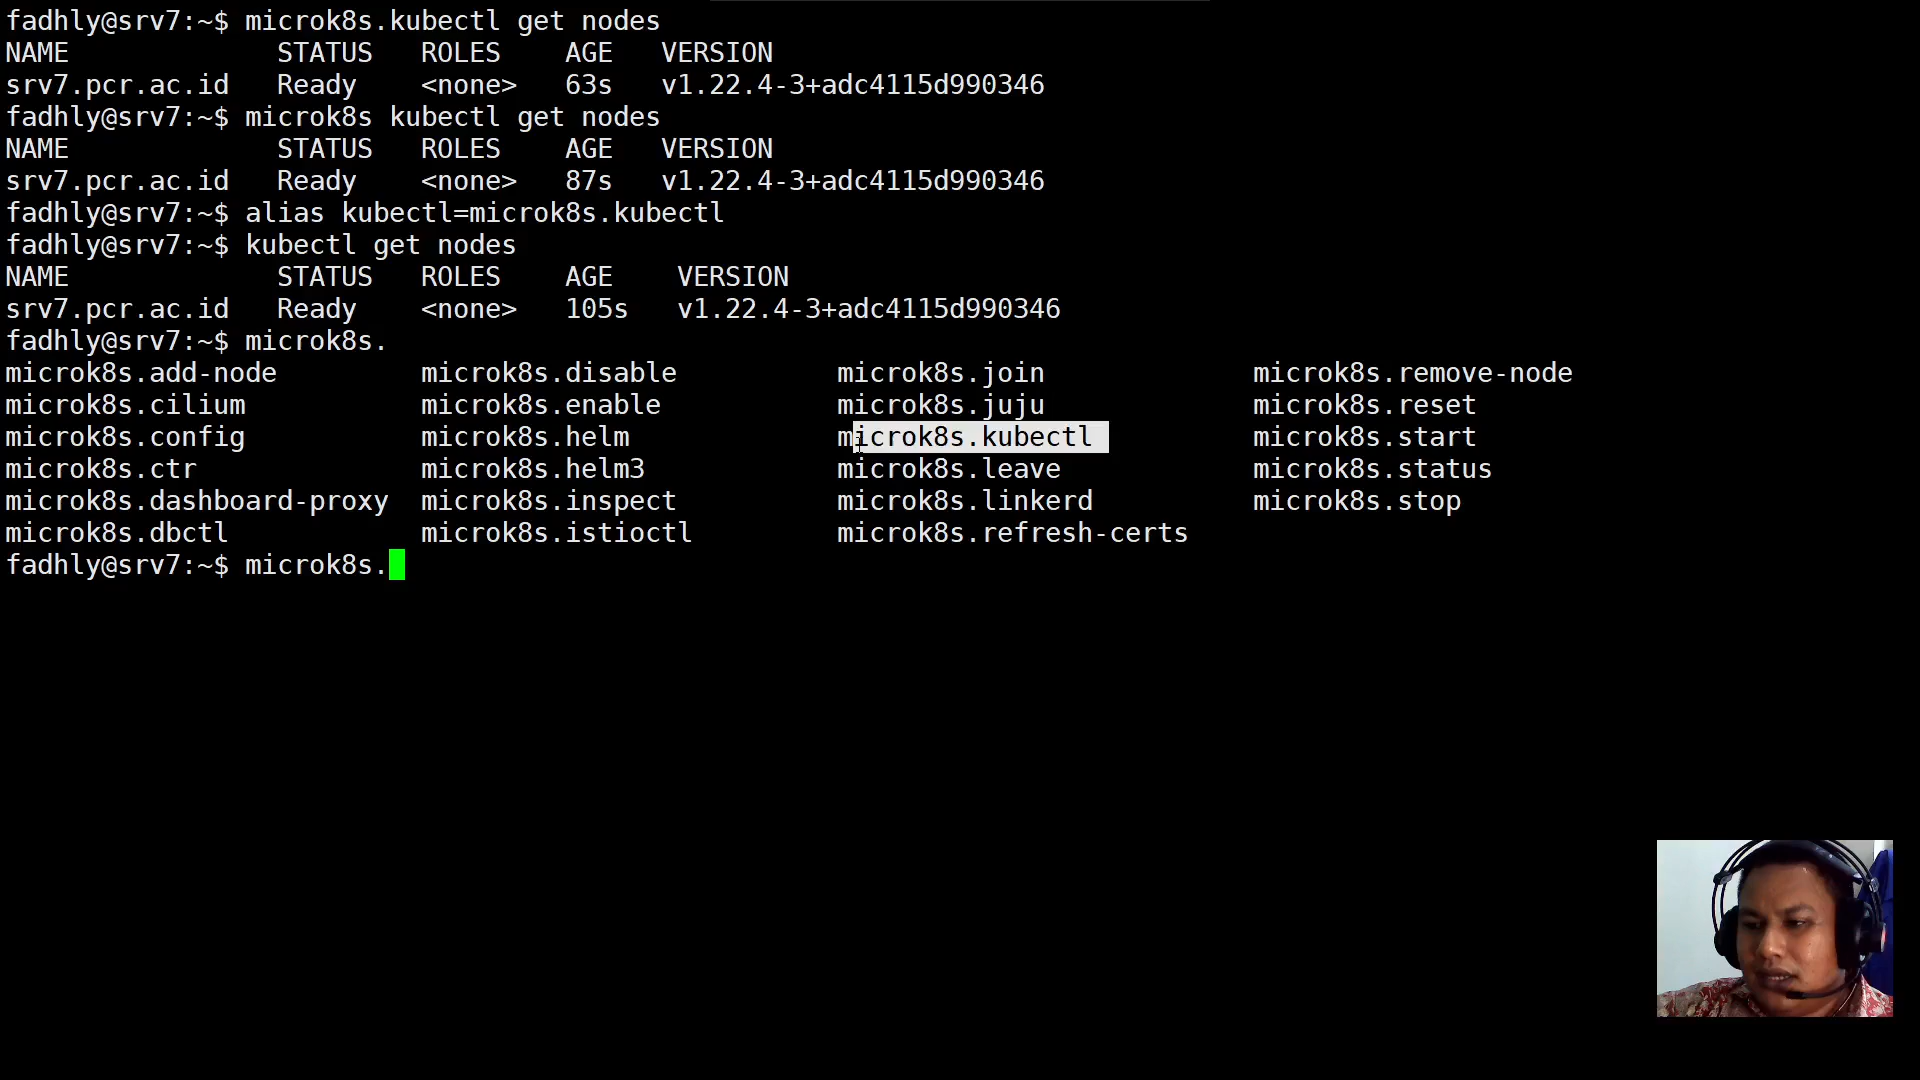 fadhly@srv7:~$ microk8s.kubectl get nodes
NAME             STATUS   ROLES    AGE   VERSION
srv7.pcr.ac.id   Ready    <none>   63s   v1.22.4-3+adc4115d990346
fadhly@srv7:~$ microk8s kubectl get nodes
NAME             STATUS   ROLES    AGE   VERSION
srv7.pcr.ac.id   Ready    <none>   87s   v1.22.4-3+adc4115d990346
fadhly@srv7:~$ alias kubectl=microk8s.kubectl
fadhly@srv7:~$ kubectl get nodes
NAME             STATUS   ROLES    AGE    VERSION
srv7.pcr.ac.id   Ready    <none>   105s   v1.22.4-3+adc4115d990346
fadhly@srv7:~$ microk8s.
microk8s.add-node         microk8s.disable          microk8s.join             microk8s.remove-node
microk8s.cilium           microk8s.enable           microk8s.juju             microk8s.reset
microk8s.config           microk8s.helm             microk8s.kubectl          microk8s.start
microk8s.ctr              microk8s.helm3            microk8s.leave            microk8s.status
microk8s.dashboard-proxy  microk8s.inspect          microk8s.linkerd          microk8s.stop
microk8s.dbctl            microk8s.istioctl         microk8s.refresh-certs
fadhly@srv7:~$ microk8s.